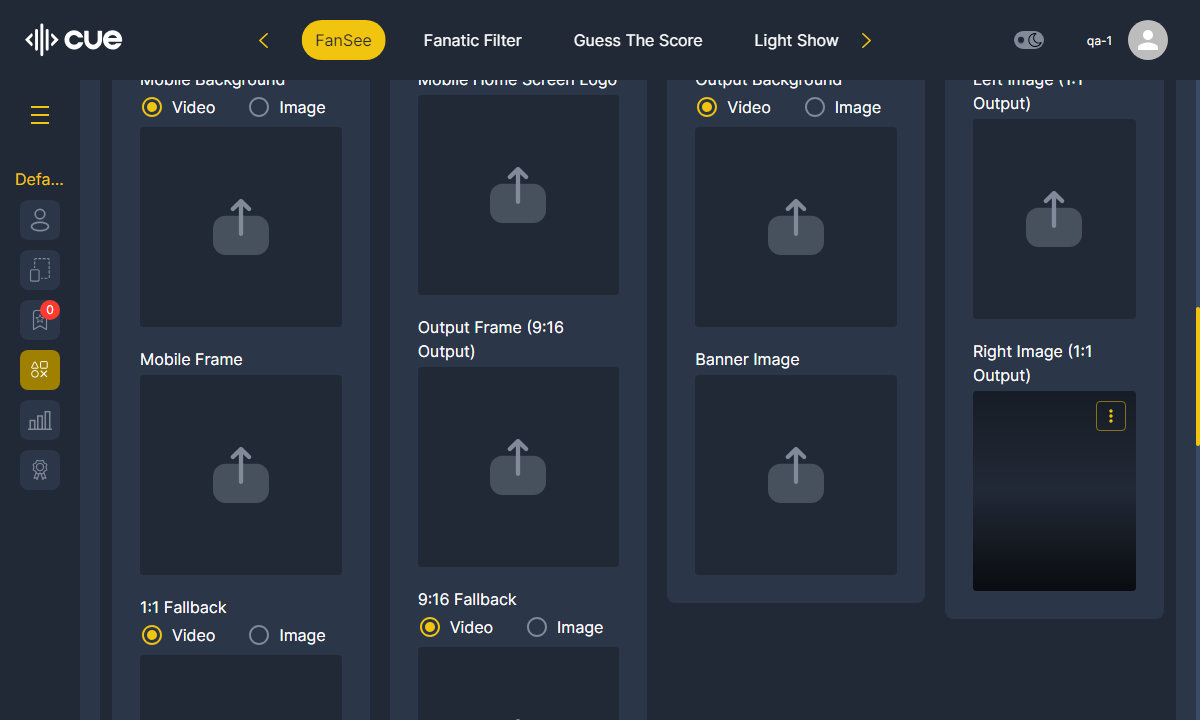 cue
FanSee
Fanatic Filter
Guess The Score
Light Show
qa-1
Defa...
0
Mobile Background
Video
Image
Mobile Frame
1:1 Fallback
Video
Image
Mobile Home Screen Logo
Output Frame (9:16
Output)
9:16 Fallback
Video
Image
Output Background
Video
Image
Banner Image
Left Image (1:1
Output)
Right Image (1:1
Output)